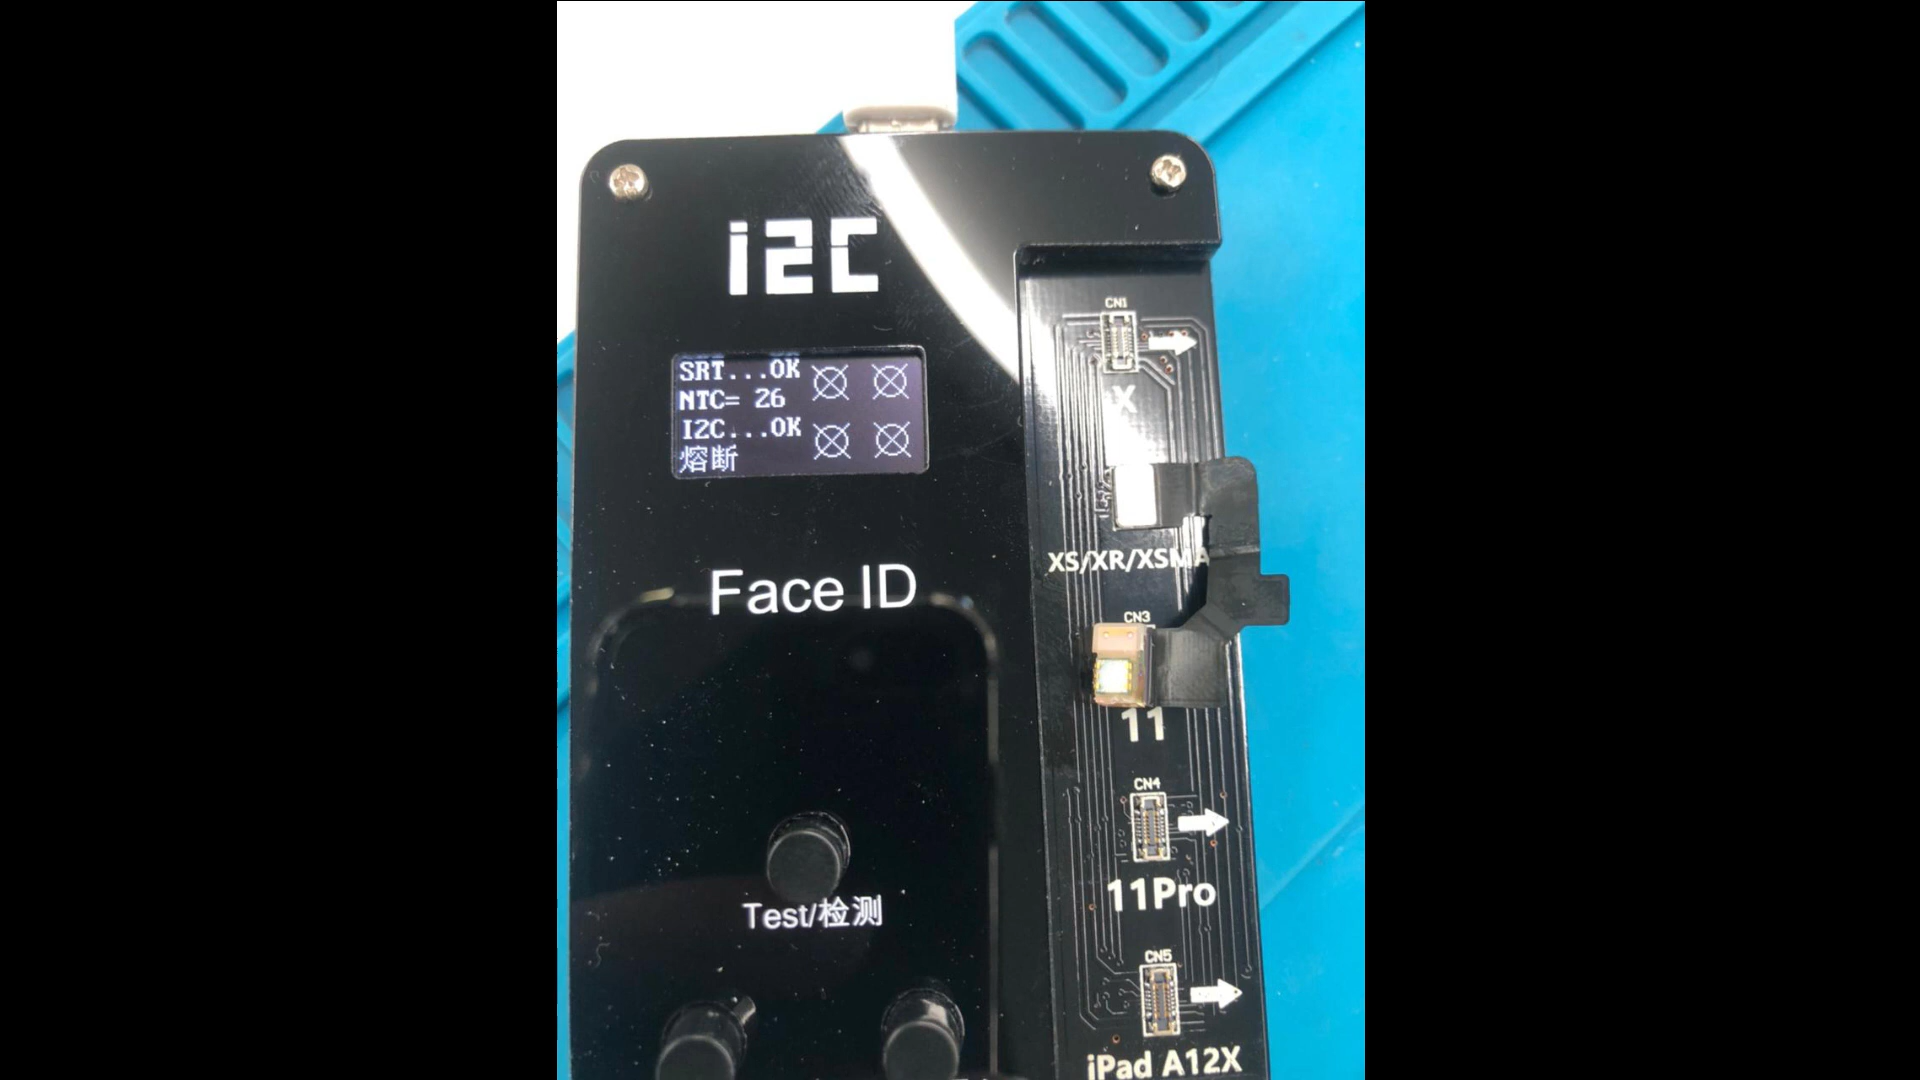 i2C
SRT...OK
NTC= 26
I2C...OK
熔断
Face ID
Test/检测
CN1
X
XS/XR/XSMA
CN3
11
CN4
11Pro
CN5
iPad A12X